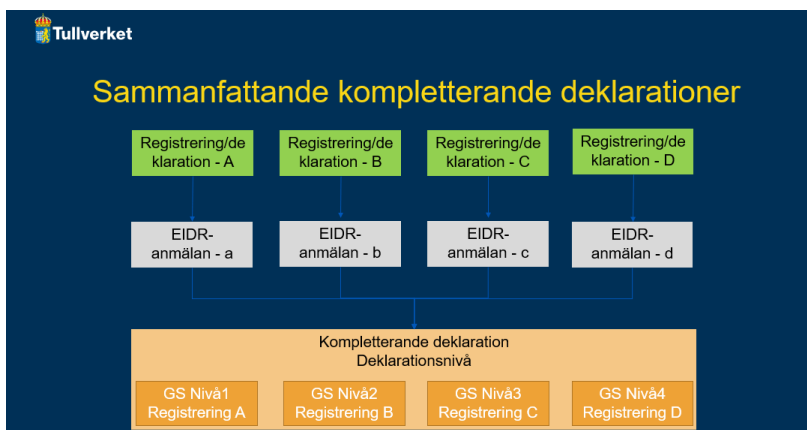 Tullverket
Sammanfattande kompletterande deklarationer
Registrering/de
klaration - A
Registrering/de
klaration - B
Registrering/de
klaration - C
Registrering/de
klaration - D
EIDR-
anmälan - a
EIDR-
anmälan - b
EIDR-
anmälan - c
EIDR-
anmälan - d
Kompletterande deklaration
Deklarationsnivå
GS Nivå1
Registrering A
GS Nivå2
Registrering B
GS Nivå3
Registrering C
GS Nivå4
Registrering D